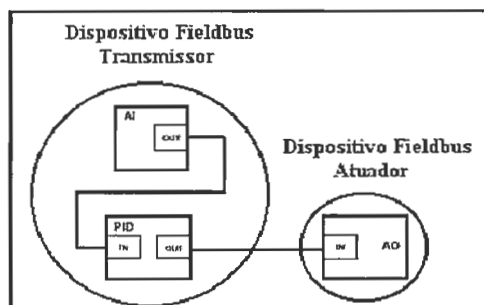 Dispositivo Fieldbus
Transmissor
AI
OUT
Dispositivo Fieldbus
Atuador
PID
IN
OUT
IN
AO